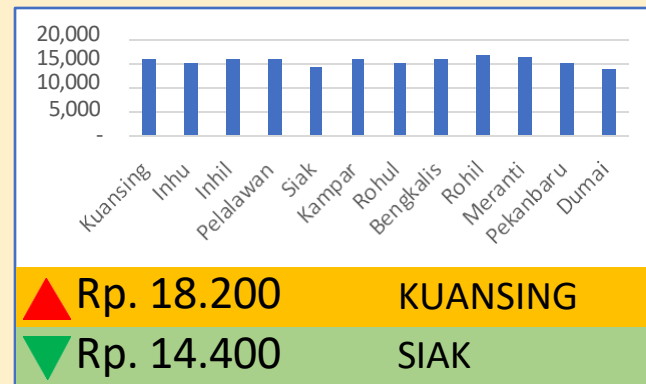 20,000
15,000
10,000
5,000
-
Kuansing
Inhu
Inhil
Pelalawan
Siak
Kampar
Rohul
Bengkalis
Rohil
Meranti
Pekanbaru
Dumai
Rp. 18.200 KUANSING
Rp. 14.400 SIAK